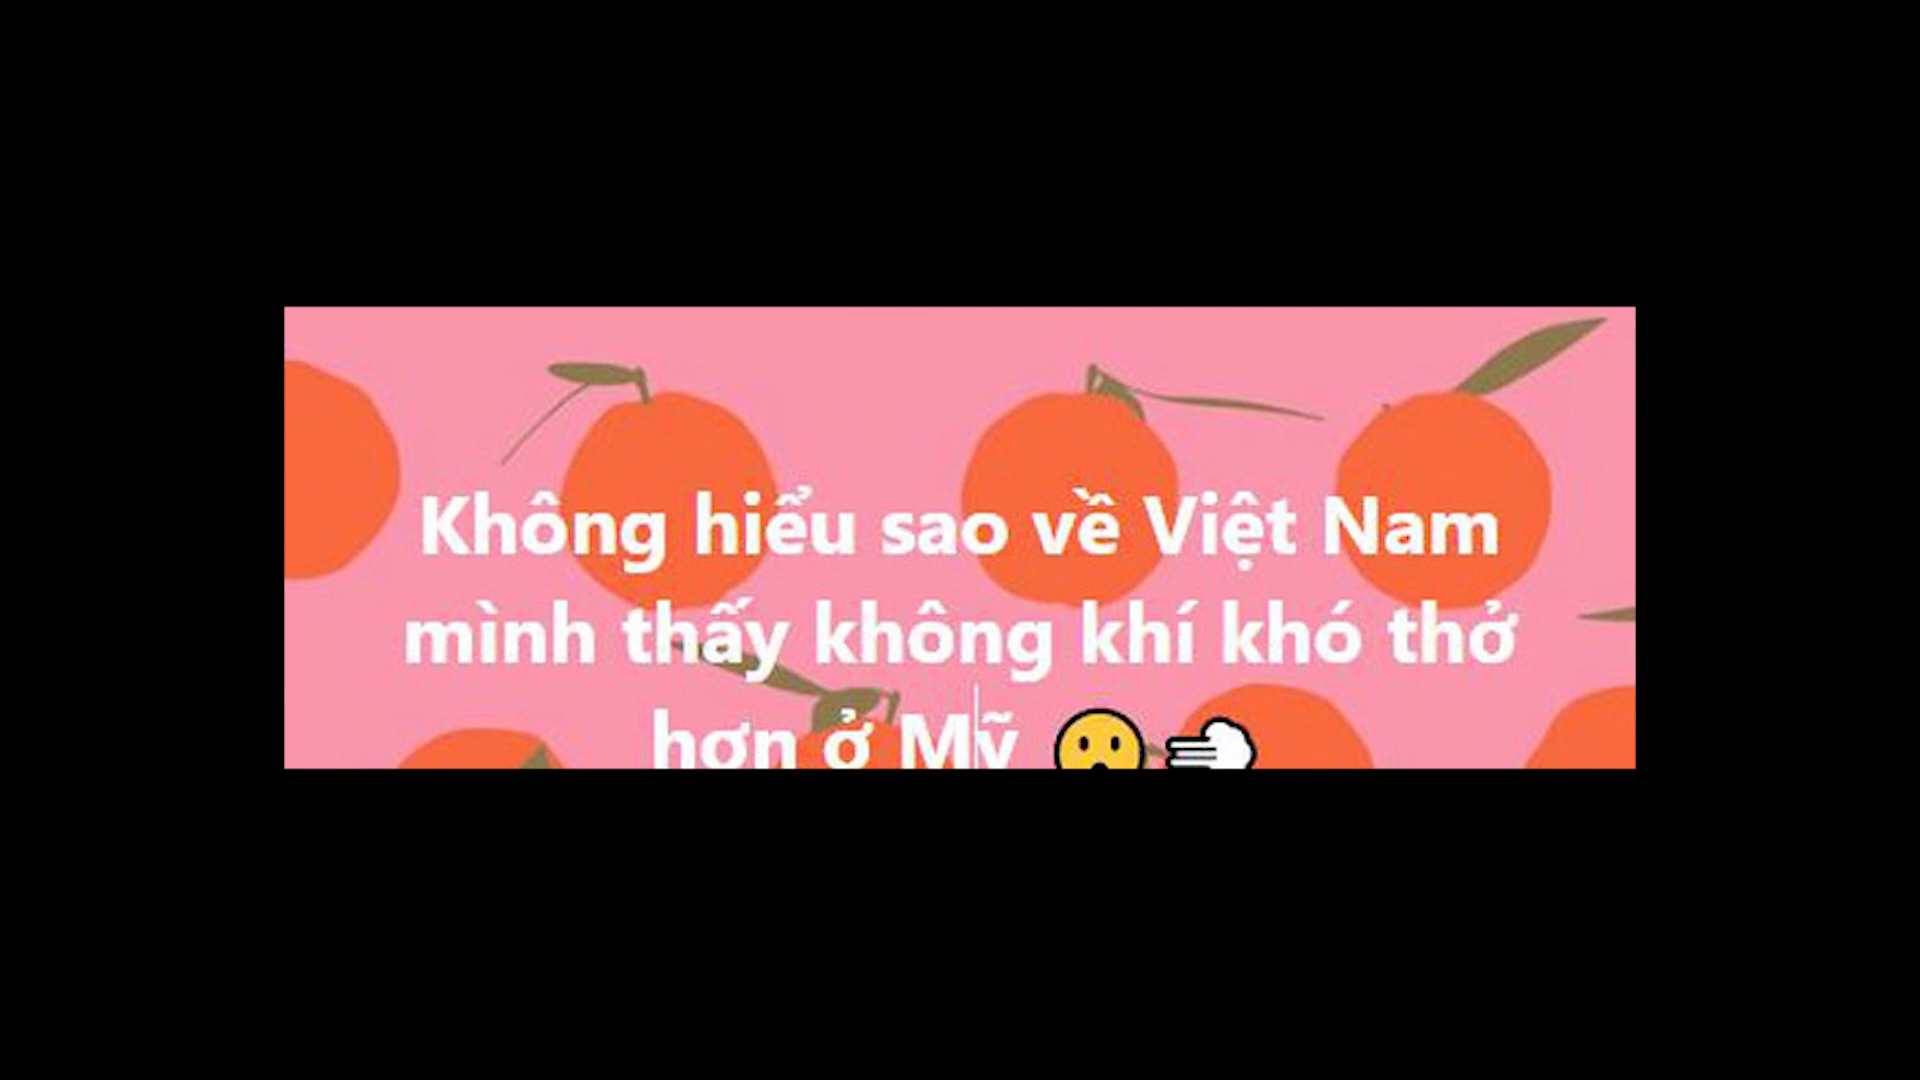 Không hiểu sao về Việt Nam
mình thấy không khí khó thở
hơn ở Mỹ 😮💨